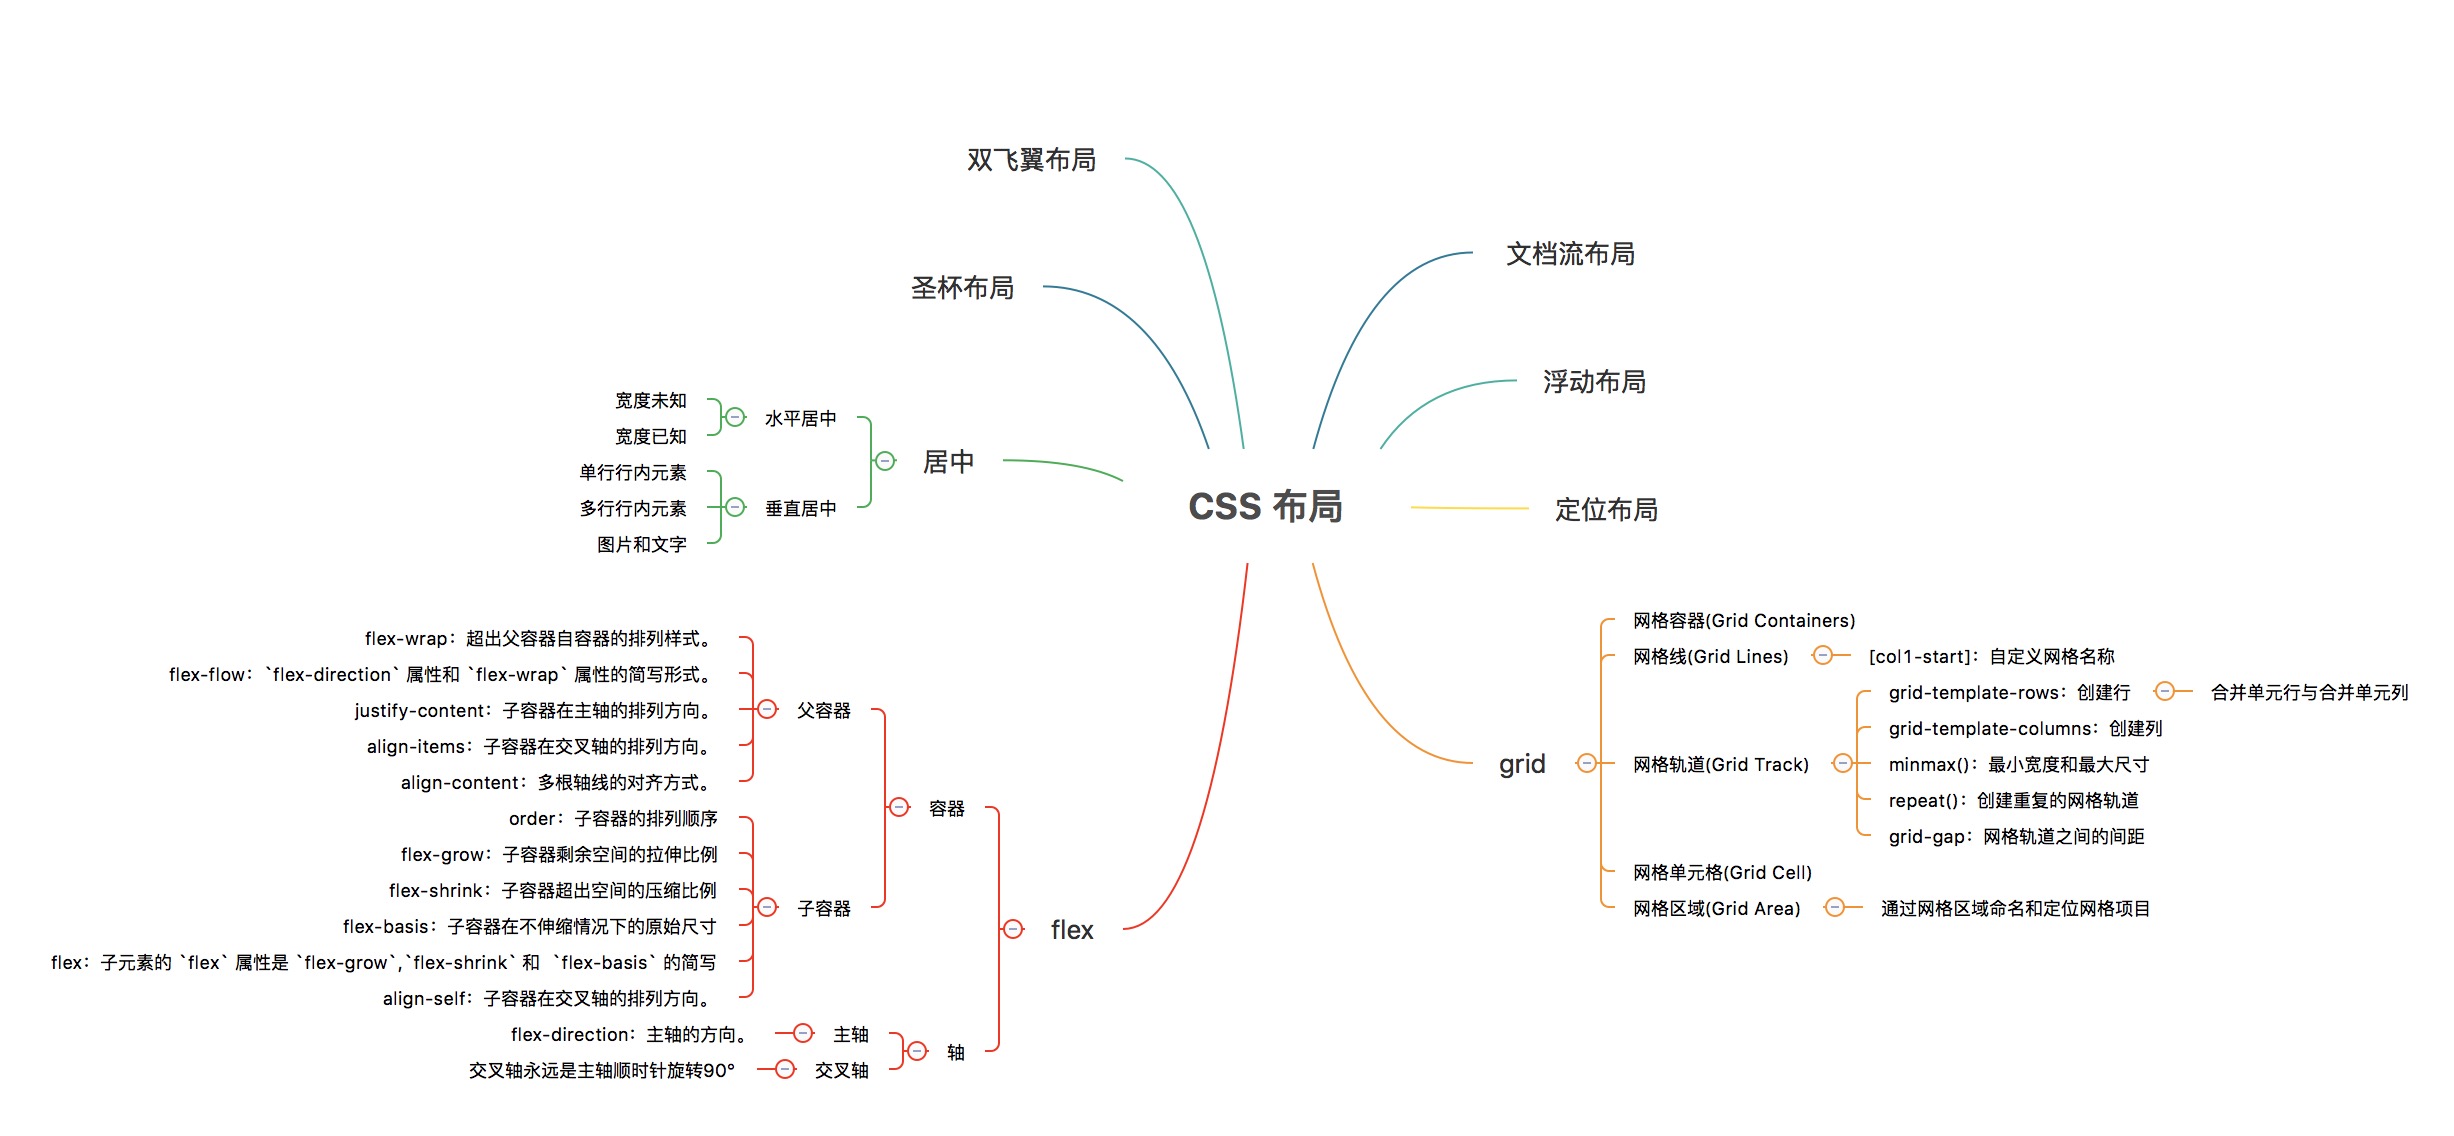 CSS 布局
双飞翼布局
圣杯布局
居中
水平居中
宽度未知
宽度已知
垂直居中
单行行内元素
多行行内元素
图片和文字
flex
容器
父容器
flex-wrap：超出父容器自容器的排列样式。
flex-flow：`flex-direction` 属性和 `flex-wrap` 属性的简写形式。
justify-content：子容器在主轴的排列方向。
align-items：子容器在交叉轴的排列方向。
align-content：多根轴线的对齐方式。
子容器
order：子容器的排列顺序
flex-grow：子容器剩余空间的拉伸比例
flex-shrink：子容器超出空间的压缩比例
flex-basis：子容器在不伸缩情况下的原始尺寸
flex：子元素的 `flex` 属性是 `flex-grow`,`flex-shrink` 和  `flex-basis` 的简写
align-self：子容器在交叉轴的排列方向。
轴
主轴
flex-direction：主轴的方向。
交叉轴
交叉轴永远是主轴顺时针旋转90°
文档流布局
浮动布局
定位布局
grid
网格容器(Grid Containers)
网格线(Grid Lines)
[col1-start]：自定义网格名称
网格轨道(Grid Track)
grid-template-rows：创建行
合并单元行与合并单元列
grid-template-columns：创建列
minmax()：最小宽度和最大尺寸
repeat()：创建重复的网格轨道
grid-gap：网格轨道之间的间距
网格单元格(Grid Cell)
网格区域(Grid Area)
通过网格区域命名和定位网格项目